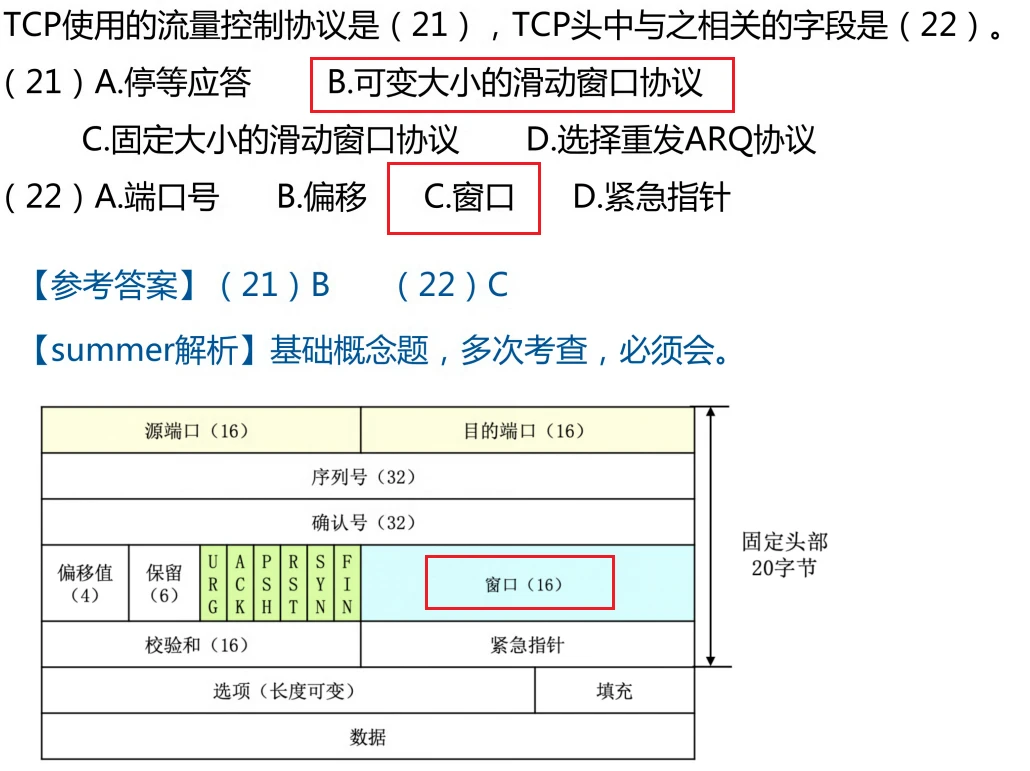 TCP使用的流量控制协议是（21），TCP头中与之相关的字段是（22）。
（21）A.停等应答 B.可变大小的滑动窗口协议
C.固定大小的滑动窗口协议 D.选择重发ARQ协议
（22）A.端口号 B.偏移 C.窗口 D.紧急指针
【参考答案】（21）B （22）C
【summer解析】基础概念题，多次考查，必须会。
源端口（16） 目的端口（16）
序列号（32）
确认号（32）
偏移值（4） 保留（6） URG ACK PSH RST SYN FIN 窗口（16）
校验和（16） 紧急指针
选项（长度可变） 填充
数据
固定头部
20字节